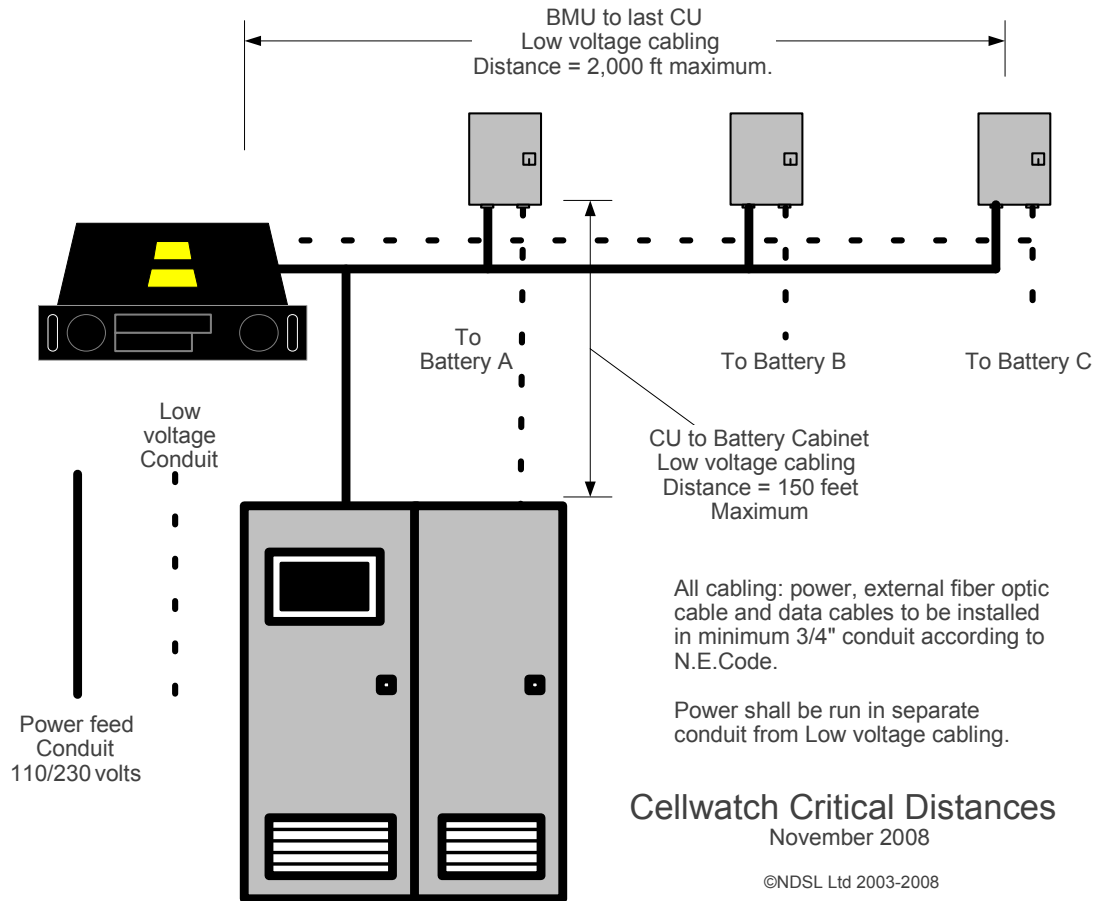 BMU to last CU
Low voltage cabling
Distance = 2,000 ft maximum.
To
Battery A
To Battery B
To Battery C
Low
voltage
Conduit
CU to Battery Cabinet
Low voltage cabling
Distance = 150 feet
Maximum
All cabling: power, external fiber optic
cable and data cables to be installed
in minimum 3/4" conduit according to
N.E.Code.
Power shall be run in separate
conduit from Low voltage cabling.
Power feed
Conduit
110/230 volts
Cellwatch Critical Distances
November 2008
©NDSL Ltd 2003-2008